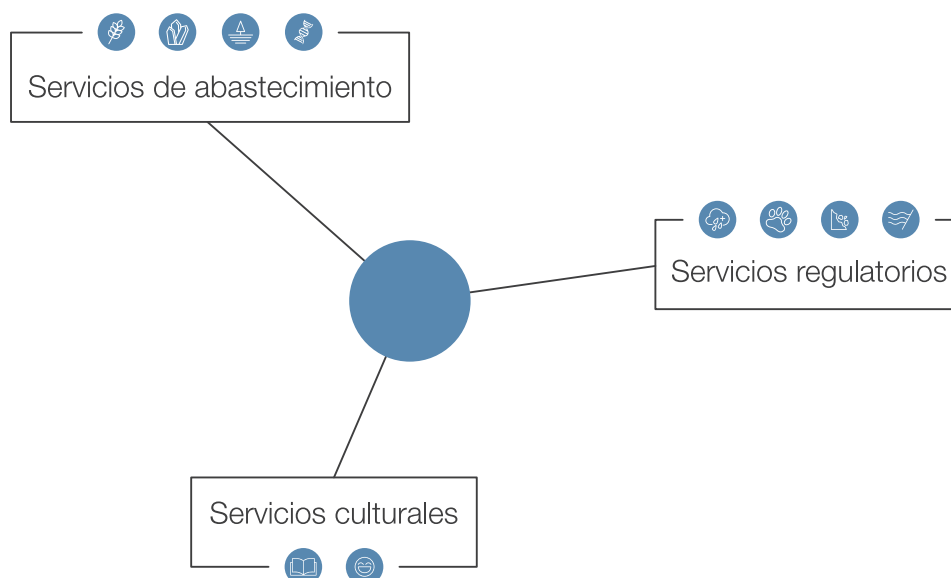 Servicios de abastecimiento
Servicios regulatorios
Servicios culturales